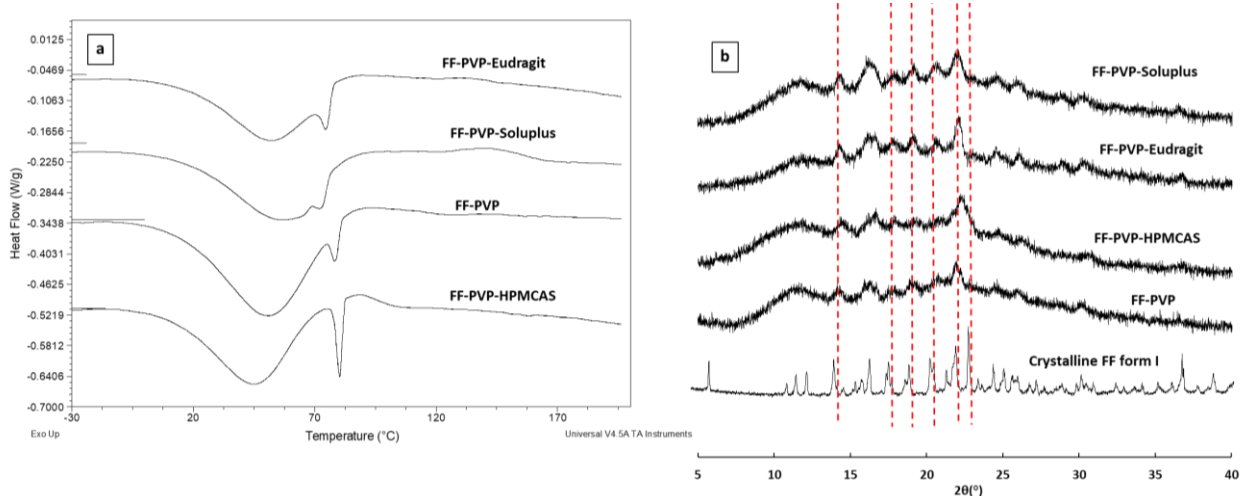 a
FF-PVP-Eudragit
FF-PVP-Soluplus
FF-PVP
FF-PVP-HPMCAS
0.0125
-0.0469
-0.1063
-0.1656
-0.2250
-0.2844
-0.3438
-0.4031
-0.4625
-0.5219
-0.5812
-0.6406
-0.7000
Heat Flow (W/g)
-30
20
70
120
170
Exo Up
Temperature (°C)
Universal V4.5A TA Instruments
b
FF-PVP-Soluplus
FF-PVP-Eudragit
FF-PVP-HPMCAS
FF-PVP
Crystalline FF form I
5
10
15
20
25
30
35
40
2θ(°)